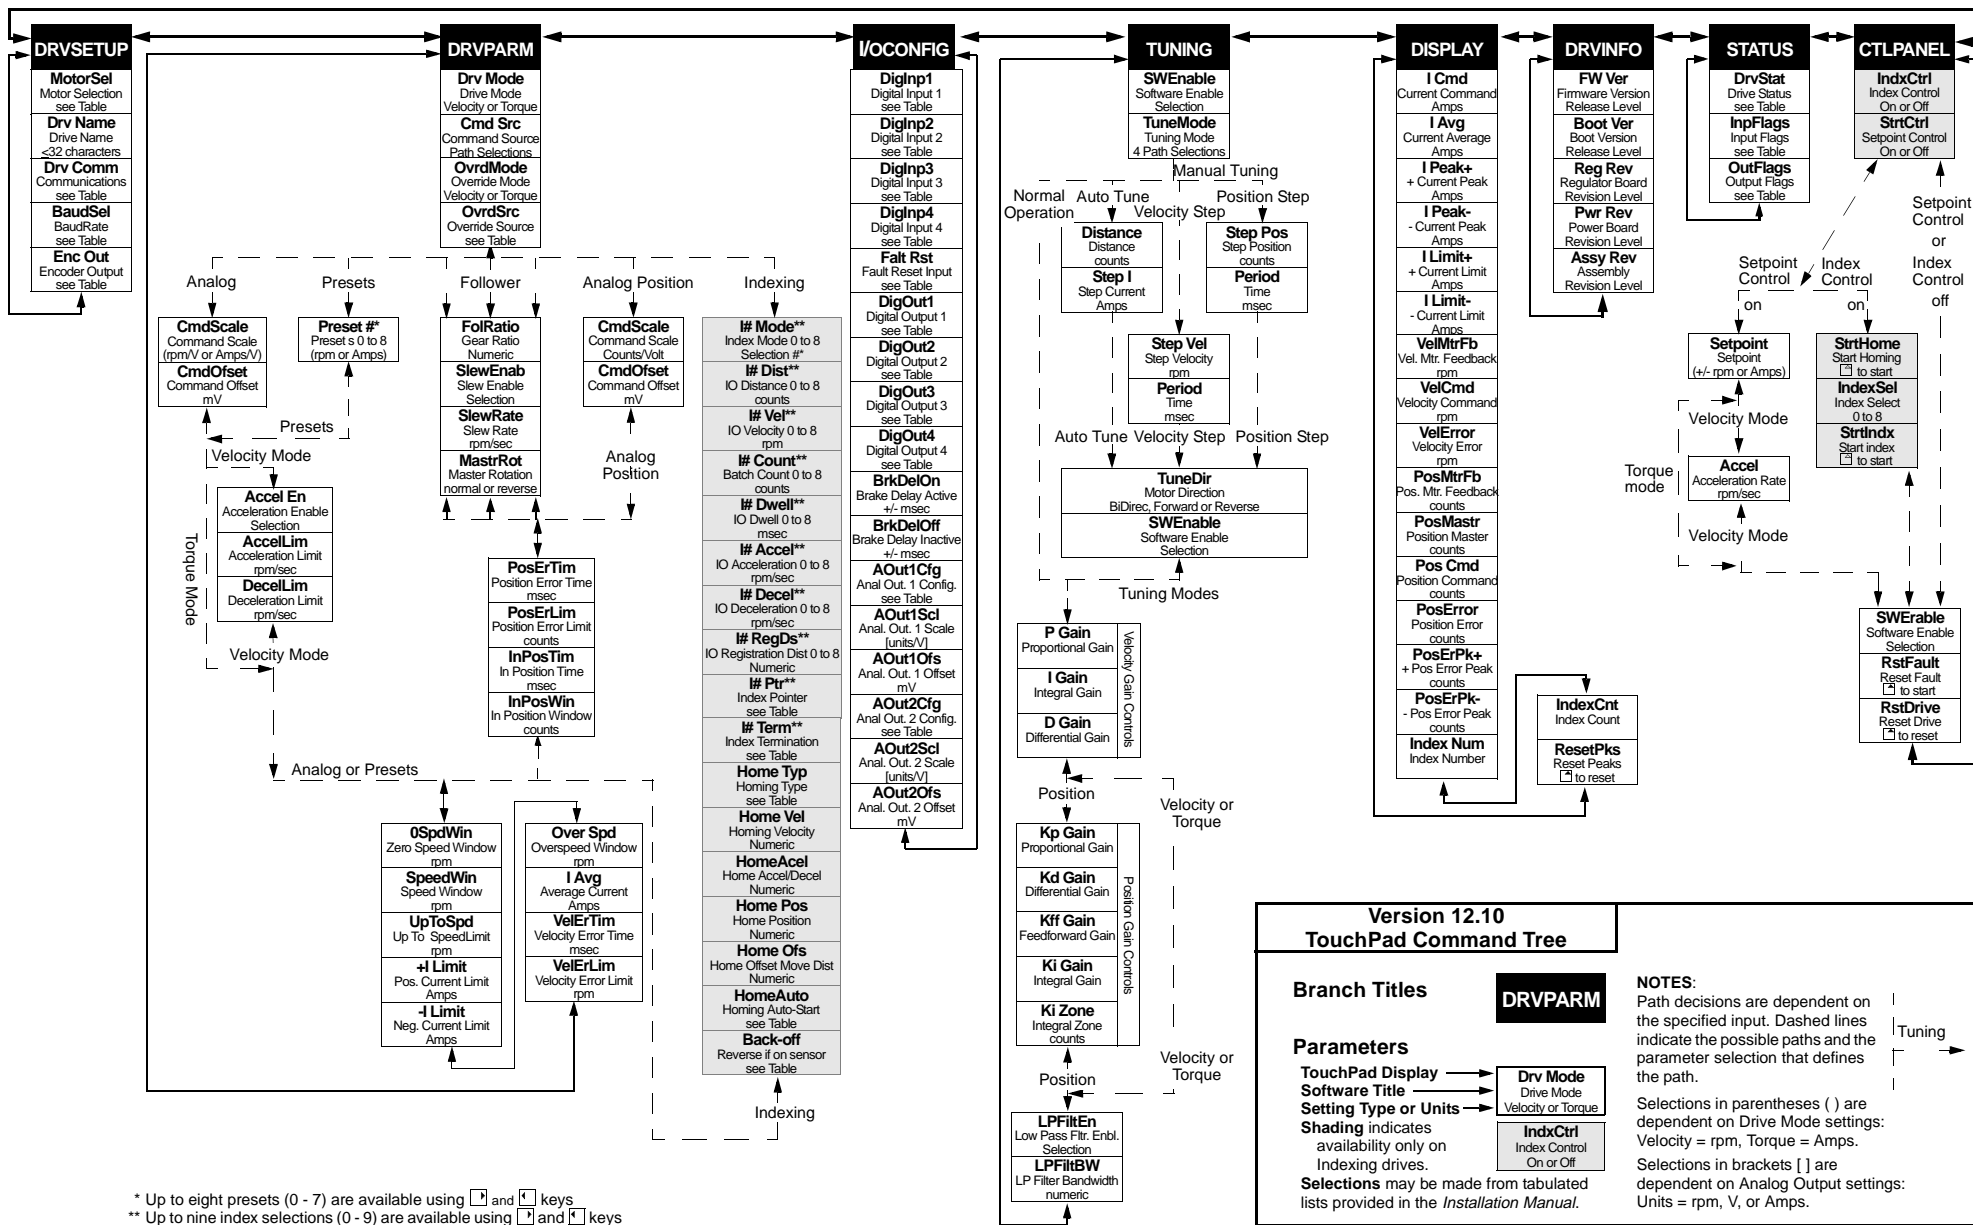 DRVSETUP
MotorSel
Motor Selection
see Table
Drv Name
Drive Name
<32 characters
Drv Comm
Communications
see Table
BaudSel
BaudRate
see Table
Enc Out
Encoder Output
see Table
DRVPARM
Drv Mode
Drive Mode
Velocity or Torque
Cmd Src
Command Source
Path Selections
OvrdMode
Override Mode
Velocity or Torque
OvrdSrc
Override Source
see Table
Analog
Presets
Follower
Analog Position
Indexing
CmdScale
Command Scale
(rpm/V or Amps/V)
CmdOfset
Command Offset
mV
Preset #*
Preset s 0 to 8
(rpm or Amps)
FolRatio
Gear Ratio
Numeric
SlewEnab
Slew Enable
Selection
SlewRate
Slew Rate
rpm/sec
MastrRot
Master Rotation
normal or reverse
CmdScale
Command Scale
Counts/Volt
CmdOfset
Command Offset
mV
Presets
Velocity Mode
Analog
Position
Accel En
Acceleration Enable
Selection
AccelLim
Acceleration Limit
rpm/sec
DecelLim
Deceleration Limit
rpm/sec
Torque Mode
Velocity Mode
PosErTim
Position Error Time
msec
PosErLim
Position Error Limit
counts
InPosTim
In Position Time
msec
InPosWin
In Position Window
counts
Analog or Presets
0SpdWin
Zero Speed Window
rpm
SpeedWin
Speed Window
rpm
UpToSpd
Up To SpeedLimit
rpm
+I Limit
Pos. Current Limit
Amps
-I Limit
Neg. Current Limit
Amps
Over Spd
Overspeed Window
rpm
I Avg
Average Current
Amps
VelErTim
Velocity Error Time
msec
VelErLim
Velocity Error Limit
rpm
I# Mode**
Index Mode 0 to 8
Selection #*
I# Dist**
IO Distance 0 to 8
counts
I# Vel**
IO Velocity 0 to 8
rpm
I# Count**
Batch Count 0 to 8
counts
I# Dwell**
IO Dwell 0 to 8
msec
I# Accel**
IO Acceleration 0 to 8
rpm/sec
I# Decel**
IO Deceleration 0 to 8
rpm/sec
I# RegDs**
IO Registration Dist 0 to 8
Numeric
I# Ptr**
Index Pointer
see Table
I# Term**
Index Termination
see Table
Home Typ
Homing Type
see Table
Home Vel
Homing Velocity
Numeric
HomeAcel
Home Accel/Decel
Numeric
Home Pos
Home Position
Numeric
Home Ofs
Home Offset Move Dist
Numeric
HomeAuto
Homing Auto-Start
see Table
Back-off
Reverse if on sensor
see Table
Indexing
I/OCONFIG
DigInp1
Digital Input 1
see Table
DigInp2
Digital Input 2
see Table
DigInp3
Digital Input 3
see Table
DigInp4
Digital Input 4
see Table
Falt Rst
Fault Reset Input
see Table
DigOut1
Digital Output 1
see Table
DigOut2
Digital Output 2
see Table
DigOut3
Digital Output 3
see Table
DigOut4
Digital Output 4
see Table
BrkDelOn
Brake Delay Active
+/- msec
BrkDelOff
Brake Delay Inactive
+/- msec
AOut1Cfg
Anal Out. 1 Config.
see Table
AOut1Scl
Anal. Out. 1 Scale
[units/V]
AOut1Ofs
Anal. Out. 1 Offset
mV
AOut2Cfg
Anal Out. 2 Config.
see Table
AOut2Scl
Anal. Out. 2 Scale
[units/V]
AOut2Ofs
Anal. Out. 2 Offset
mV
TUNING
SWEnable
Software Enable
Selection
TuneMode
Tuning Mode
4 Path Selections
Manual Tuning
Normal
Operation
Auto Tune
Velocity Step
Position Step
Distance
Distance
counts
Step I
Step Current
Amps
Step Pos
Step Position
counts
Period
Time
msec
Step Vel
Step Velocity
rpm
Period
Time
msec
Auto Tune
Velocity Step
Position Step
TuneDir
Motor Direction
BiDirec, Forward or Reverse
SWEnable
Software Enable
Selection
Tuning Modes
P Gain
Proportional Gain
I Gain
Integral Gain
D Gain
Differential Gain
Velocity Gain Controls
Position
Velocity or
Torque
Kp Gain
Proportional Gain
Kd Gain
Differential Gain
Kff Gain
Feedforward Gain
Ki Gain
Integral Gain
Ki Zone
Integral Zone
counts
Position Gain Controls
Position
Velocity or
Torque
LPFiltEn
Low Pass Fltr. Enbl.
Selection
LPFiltBW
LP Filter Bandwidth
numeric
DISPLAY
I Cmd
Current Command
Amps
I Avg
Current Average
Amps
I Peak+
+ Current Peak
Amps
I Peak-
- Current Peak
Amps
I Limit+
+ Current Limit
Amps
I Limit-
- Current Limit
Amps
VelMtrFb
Vel. Mtr. Feedback
rpm
VelCmd
Velocity Command
rpm
VelError
Velocity Error
rpm
PosMtrFb
Pos. Mtr. Feedback
counts
PosMastr
Position Master
counts
Pos Cmd
Position Command
counts
PosError
Position Error
counts
PosErPk+
+ Pos Error Peak
counts
PosErPk-
- Pos Error Peak
counts
Index Num
Index Number
IndexCnt
Index Count
ResetPks
Reset Peaks
to reset
DRVINFO
FW Ver
Firmware Version
Release Level
Boot Ver
Boot Version
Release Level
Reg Rev
Regulator Board
Revision Level
Pwr Rev
Power Board
Revision Level
Assy Rev
Assembly
Revision Level
STATUS
DrvStat
Drive Status
see Table
InpFlags
Input Flags
see Table
OutFlags
Output Flags
see Table
CTLPANEL
IndxCtrl
Index Control
On or Off
StrtCtrl
Setpoint Control
On or Off
Setpoint
Control
or
Index
Control
off
Setpoint
Control
on
Index
Control
on
Setpoint
Setpoint
(+/- rpm or Amps)
Velocity Mode
Torque
mode
Accel
Acceleration Rate
rpm/sec
Velocity Mode
StrtHome
Start Homing
to start
IndexSel
Index Select
0 to 8
StrtIndx
Start index
to start
SWErable
Software Enable
Selection
RstFault
Reset Fault
to start
RstDrive
Reset Drive
to reset
Version 12.10
TouchPad Command Tree
Branch Titles
DRVPARM
Parameters
TouchPad Display
Software Title
Setting Type or Units
Drv Mode
Drive Mode
Velocity or Torque
Shading indicates
availability only on
Indexing drives.
IndxCtrl
Index Control
On or Off
Selections may be made from tabulated
lists provided in the Installation Manual.
NOTES:
Path decisions are dependent on
the specified input. Dashed lines
indicate the possible paths and the
parameter selection that defines
the path.
Tuning
Selections in parentheses ( ) are
dependent on Drive Mode settings:
Velocity = rpm, Torque = Amps.
Selections in brackets [ ] are
dependent on Analog Output settings:
Units = rpm, V, or Amps.
* Up to eight presets (0 - 7) are available using and keys
** Up to nine index selections (0 - 9) are available using and keys